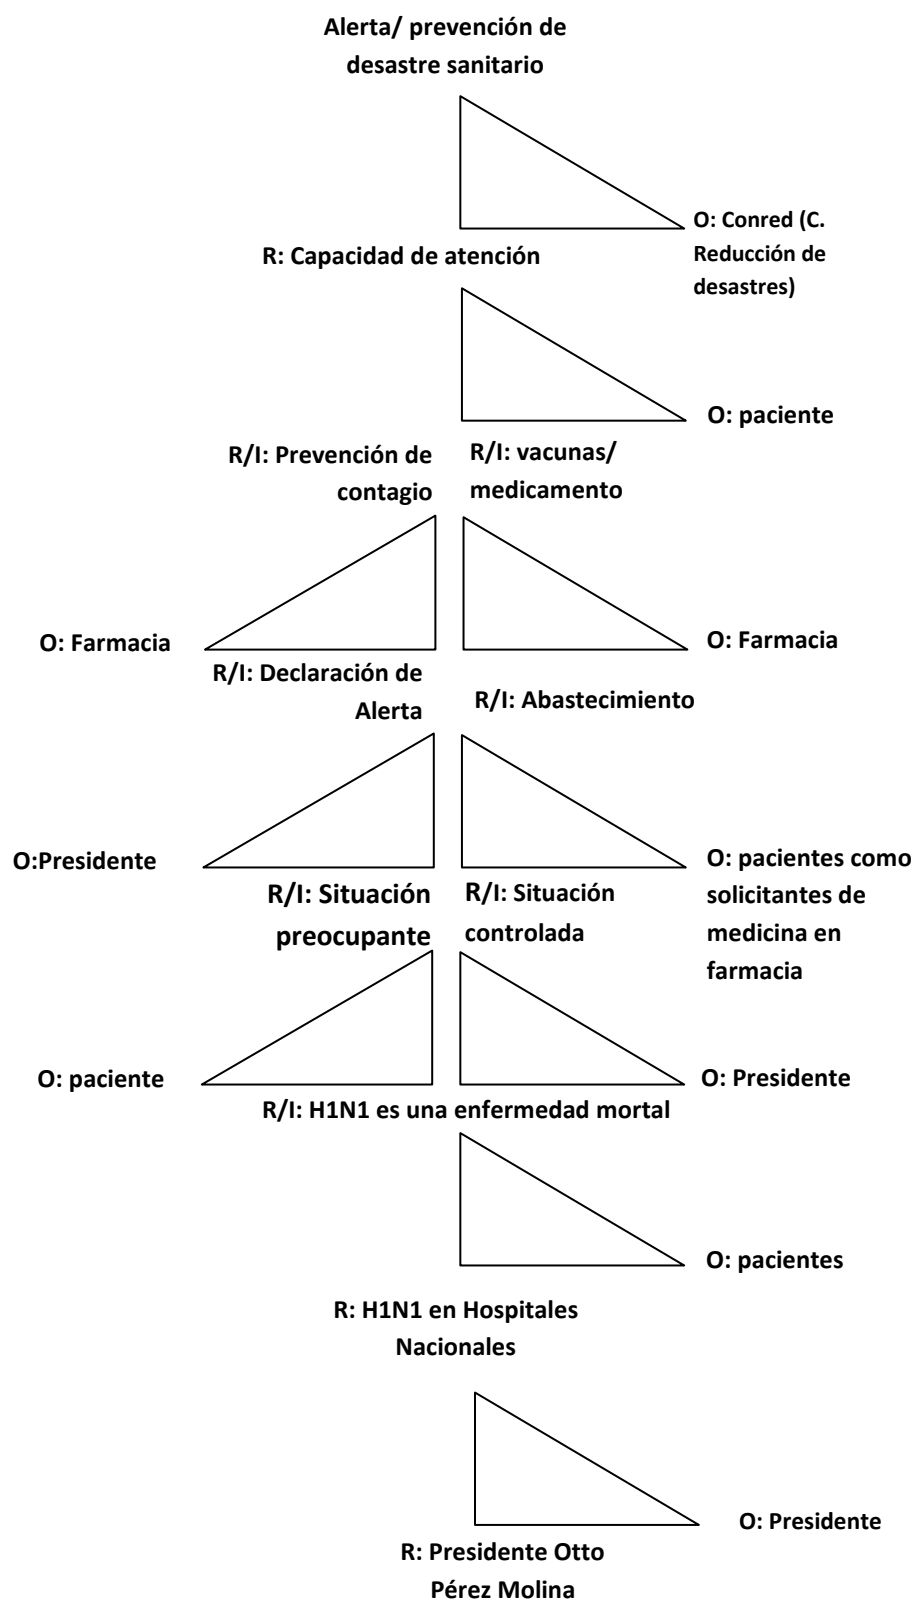 Alerta/ prevención de
desastre sanitario
O: Conred (C.
Reducción de
desastres)
R: Capacidad de atención
O: paciente
R/I: Prevención de
contagio
R/I: vacunas/
medicamento
O: Farmacia
O: Farmacia
R/I: Declaración de
Alerta
R/I: Abastecimiento
O:Presidente
O: pacientes como
solicitantes de
medicina en
farmacia
R/I: Situación
preocupante
R/I: Situación
controlada
O: paciente
O: Presidente
R/I: H1N1 es una enfermedad mortal
O: pacientes
R: H1N1 en Hospitales
Nacionales
O: Presidente
R: Presidente Otto
Pérez Molina